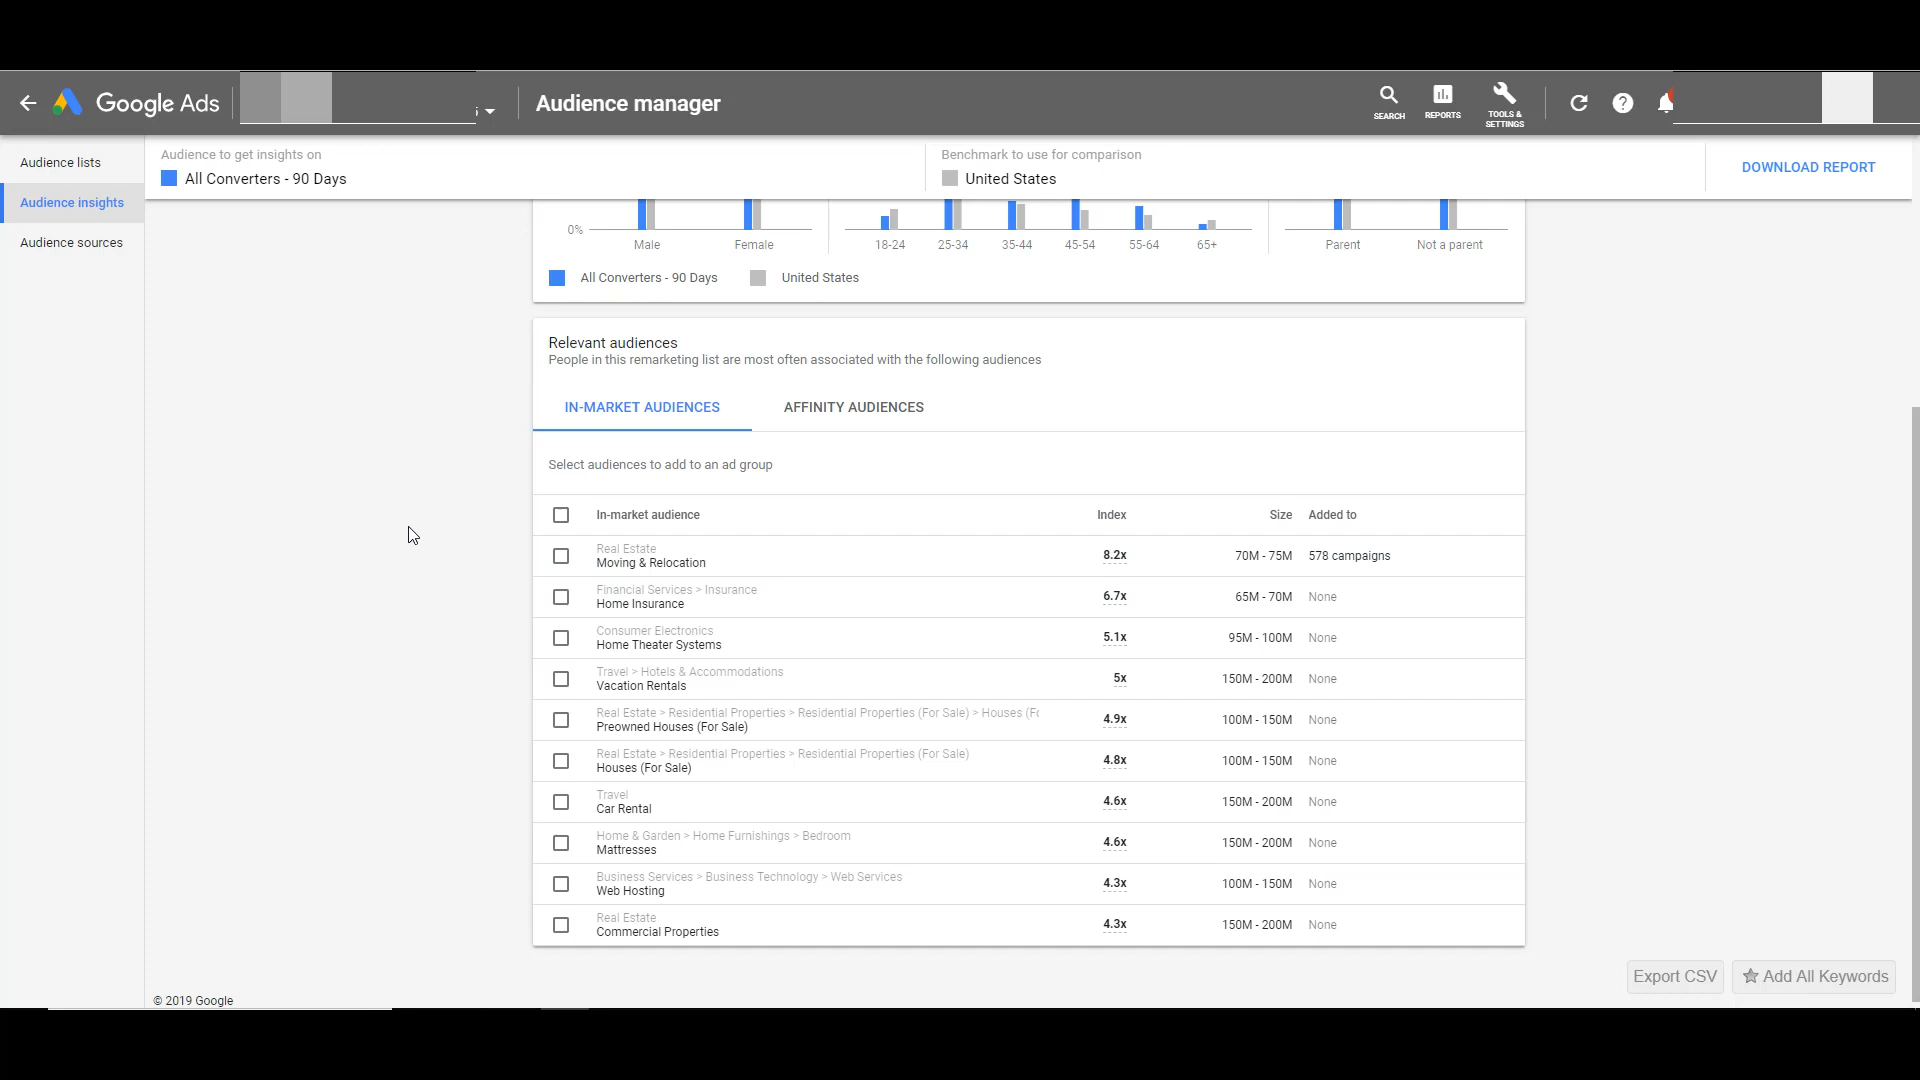 Google Ads
Audience manager
SEARCH
REPORTS
TOOLS &
SETTINGS
Audience lists
Audience insights
Audience sources
Audience to get insights on
All Converters - 90 Days
Benchmark to use for comparison
United States
DOWNLOAD REPORT
0%
Male Female
18-24 25-34 35-44 45-54 55-64 65+
Parent Not a parent
All Converters - 90 Days United States
Relevant audiences
People in this remarketing list are most often associated with the following audiences
IN-MARKET AUDIENCES AFFINITY AUDIENCES
Select audiences to add to an ad group
In-market audience Index Size Added to
Real Estate
Moving & Relocation 8.2x 70M - 75M 578 campaigns
Financial Services > Insurance
Home Insurance 6.7x 65M - 70M None
Consumer Electronics
Home Theater Systems 5.1x 95M - 100M None
Travel > Hotels & Accommodations
Vacation Rentals 5x 150M - 200M None
Real Estate > Residential Properties > Residential Properties (For Sale) > Houses (Fo
Preowned Houses (For Sale) 4.9x 100M - 150M None
Real Estate > Residential Properties > Residential Properties (For Sale)
Houses (For Sale) 4.8x 100M - 150M None
Travel
Car Rental 4.6x 150M - 200M None
Home & Garden > Home Furnishings > Bedroom
Mattresses 4.6x 150M - 200M None
Business Services > Business Technology > Web Services
Web Hosting 4.3x 100M - 150M None
Real Estate
Commercial Properties 4.3x 150M - 200M None
Export CSV
Add All Keywords
© 2019 Google